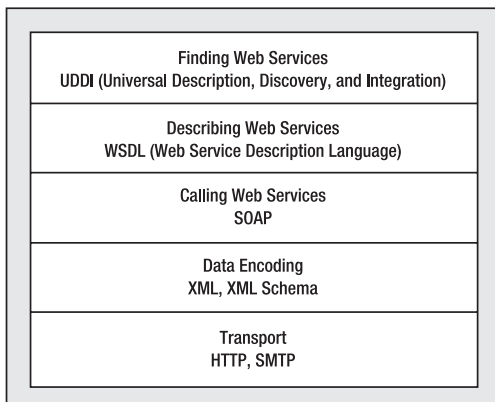 Finding Web Services
UDDI (Universal Description, Discovery, and Integration)
Describing Web Services
WSDL (Web Service Description Language)
Calling Web Services
SOAP
Data Encoding
XML, XML Schema
Transport
HTTP, SMTP